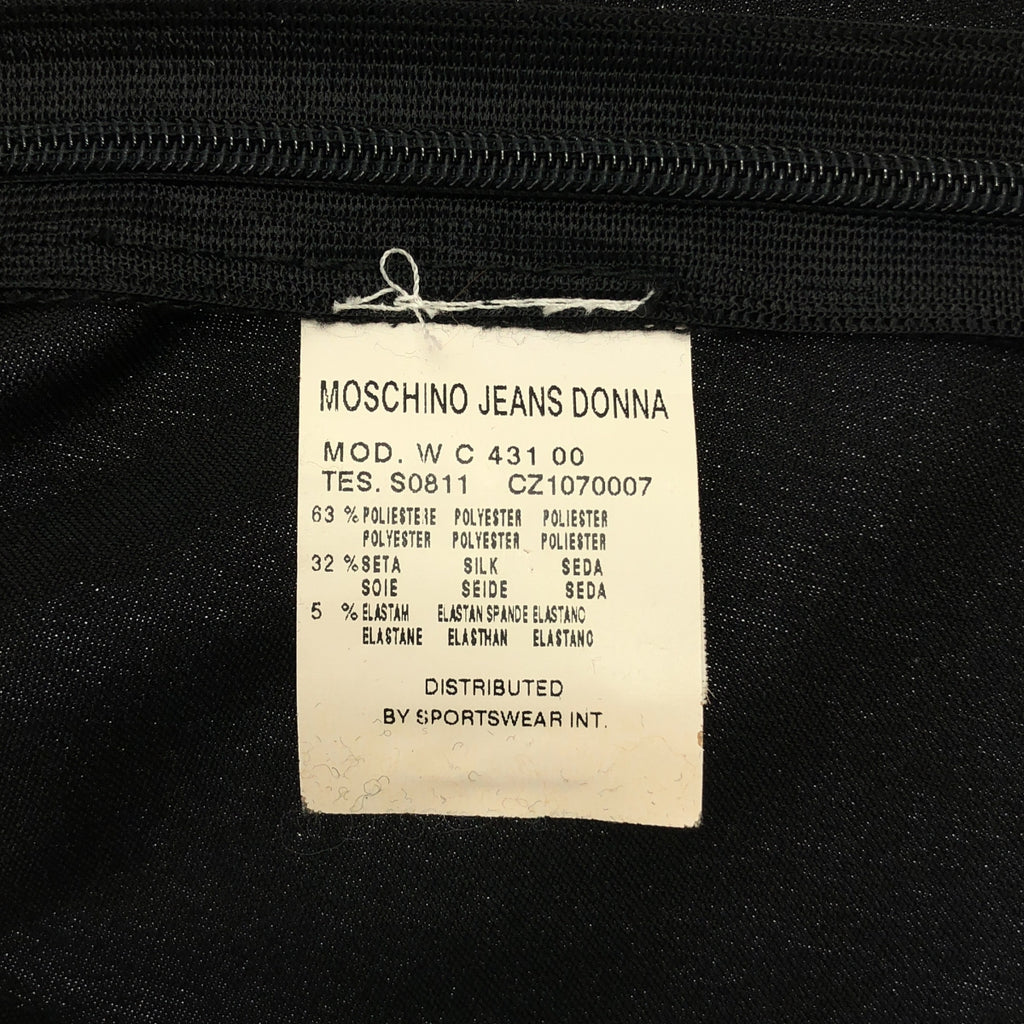 MOSCHINO JEANS DONNA
MOD. W C 431 00
TES. S0811 CZ1070007
63 % POLIESTERE POLYESTER POLIESTER
POLYESTER POLYESTER POLIESTER
32 % SETA SILK SEDA
SOIE SEIDE SEDA
5 % ELASTAM ELASTAN SPANDE ELASTANO
ELASTANE ELASTHAN ELASTANO
DISTRIBUTED
BY SPORTSWEAR INT.